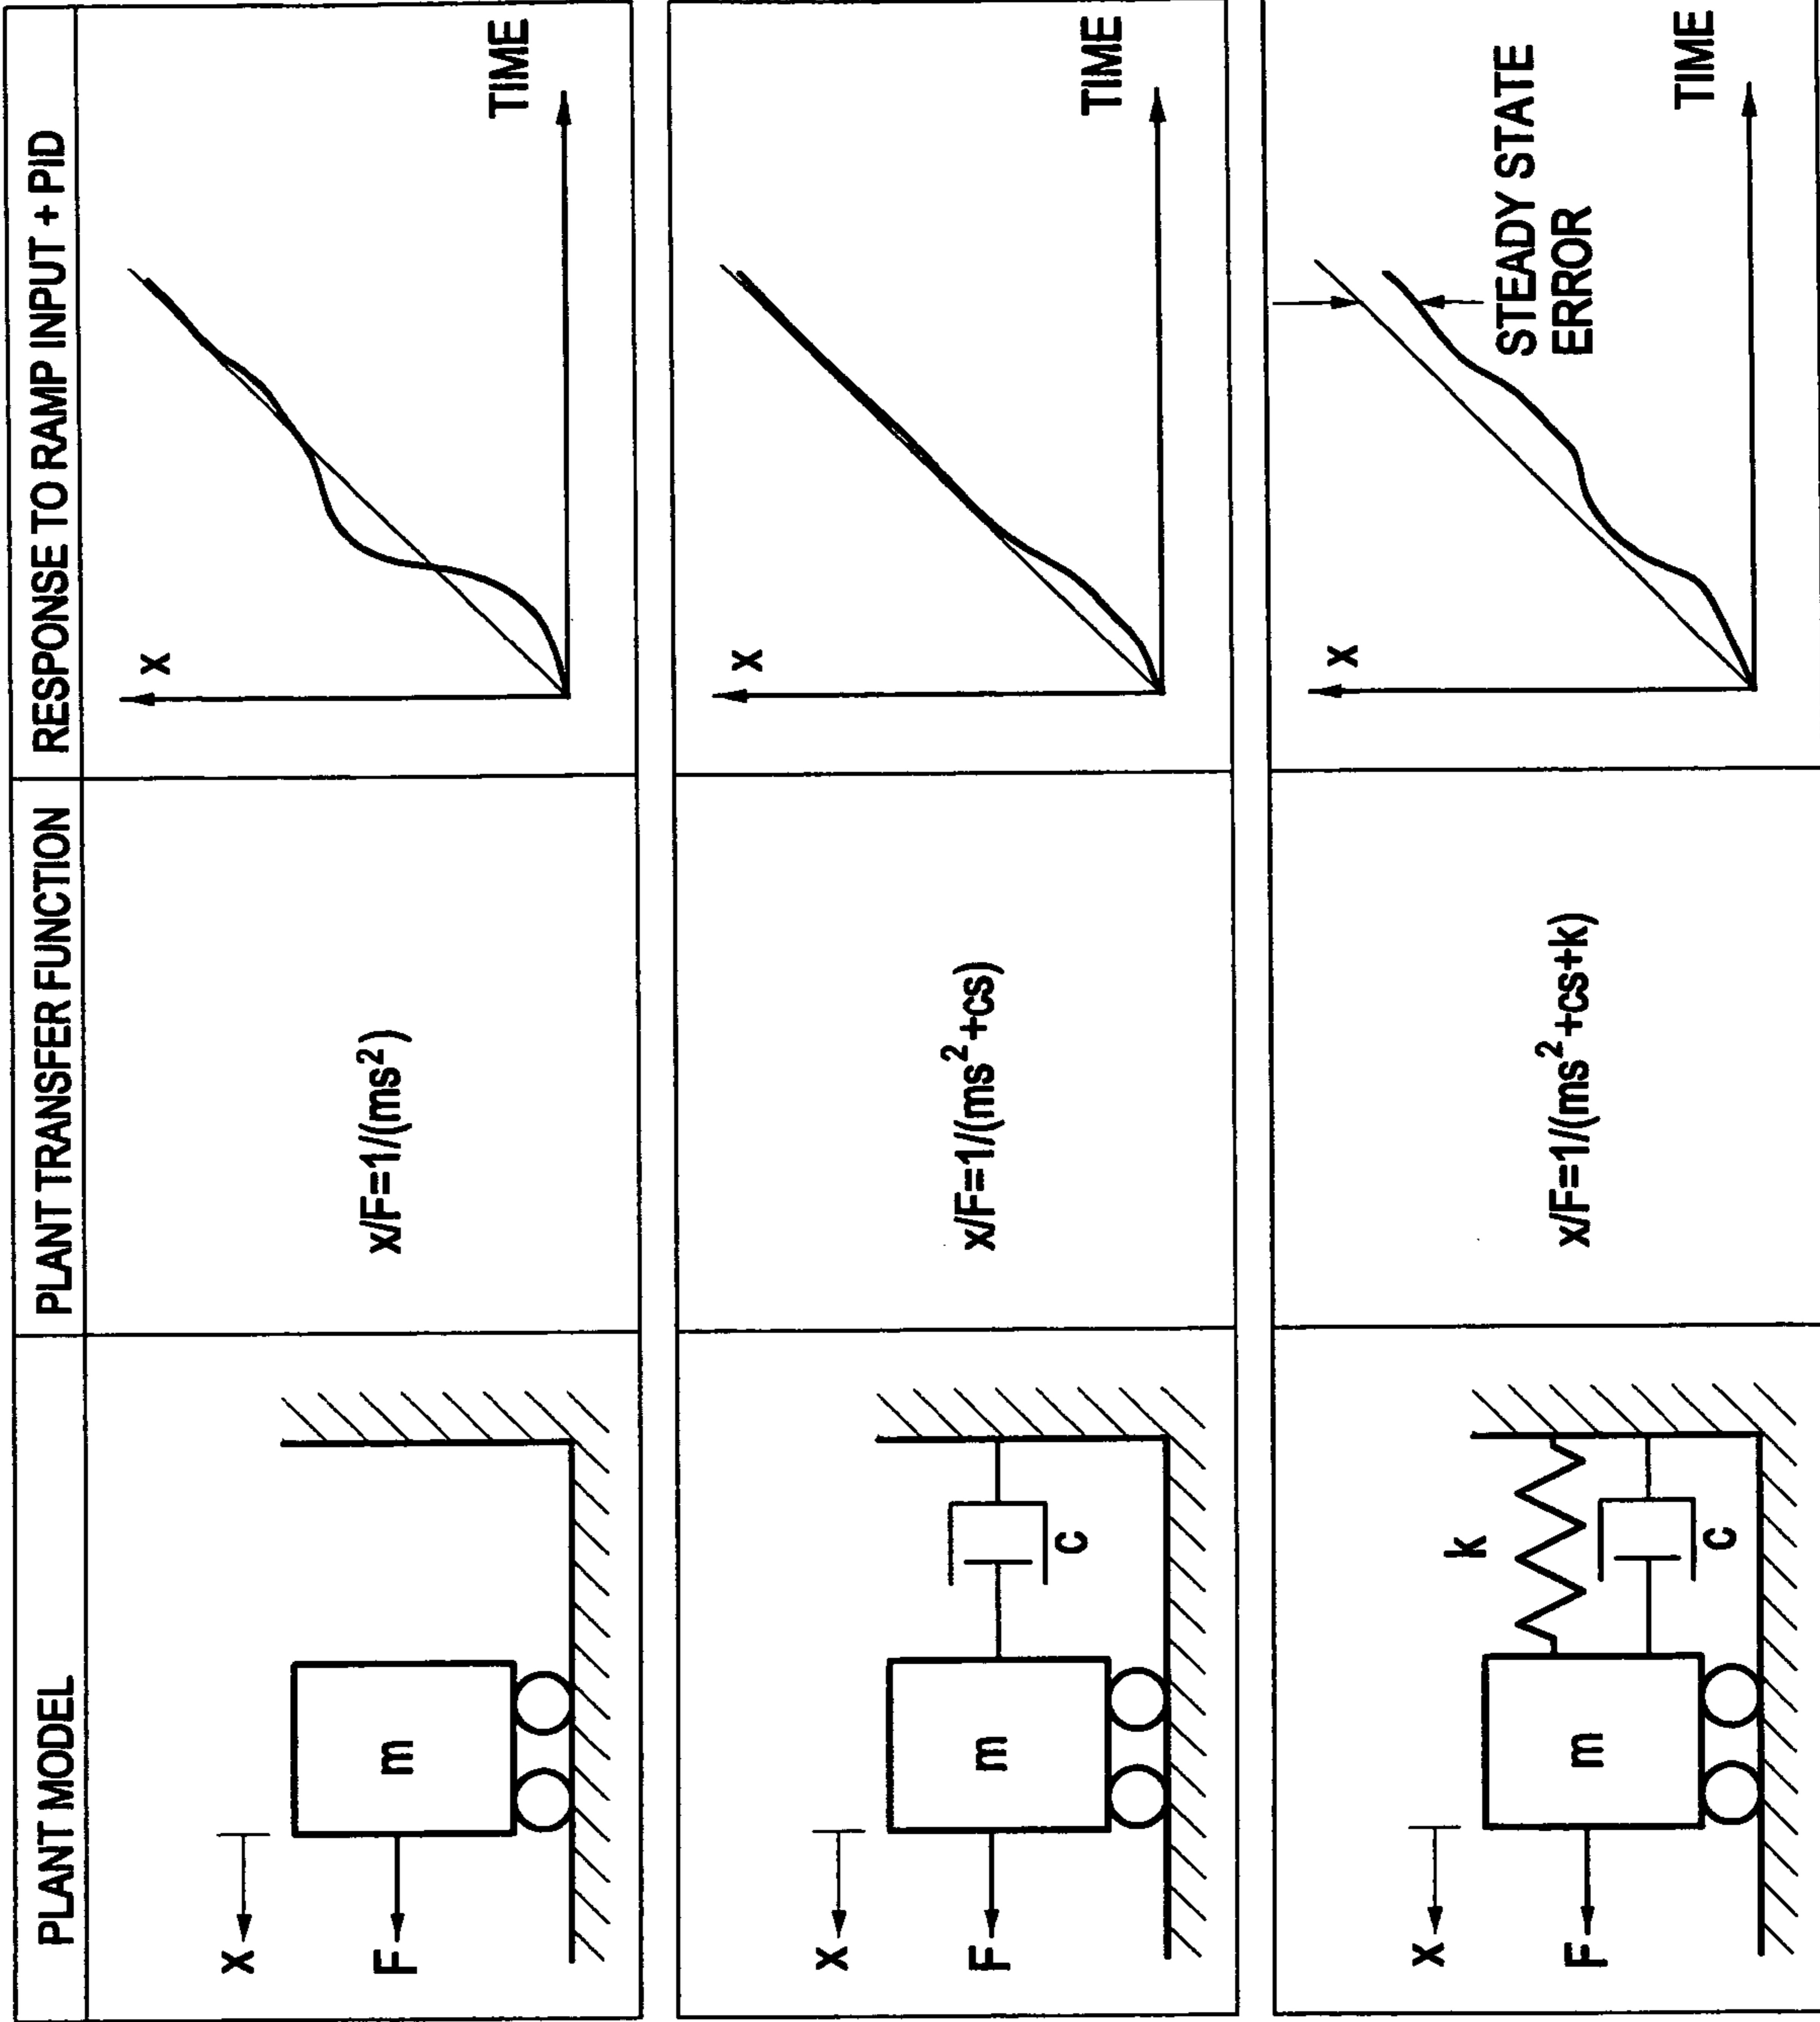 PLANT MODEL
PLANT TRANSFER FUNCTION
RESPONSE TO RAMP INPUT + PID
X
F
m
x/F=1/(ms²)
X
TIME
X
F
m
C
x/F=1/(ms²+cs)
X
TIME
X
F
m
k
C
x/F=1/(ms²+cs+k)
X
STEADY STATE
ERROR
TIME